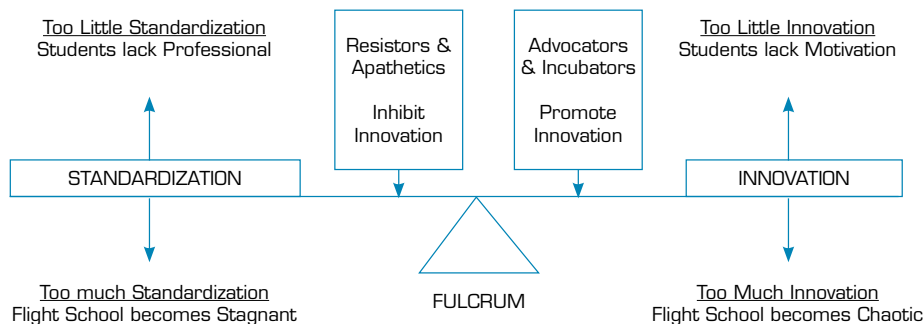 Too Little Standardization
Students lack Professional
Resistors &
Apathetics
Inhibit
Innovation
Advocators
& Incubators
Promote
Innovation
Too Little Innovation
Students lack Motivation
STANDARDIZATION
INNOVATION
Too much Standardization
Flight School becomes Stagnant
FULCRUM
Too Much Innovation
Flight School becomes Chaotic